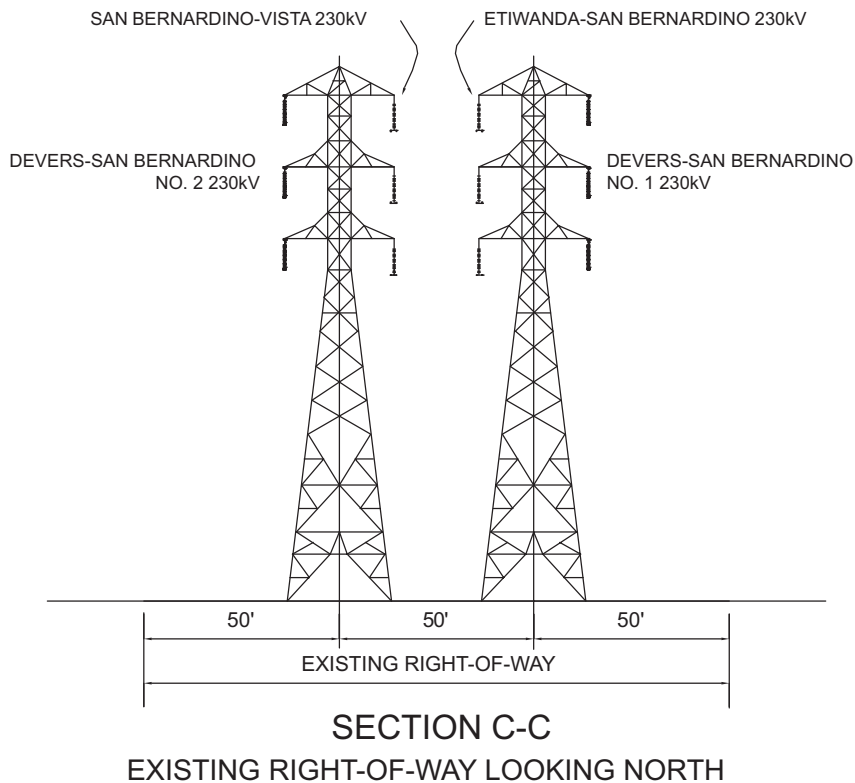 SAN BERNARDINO-VISTA 230kV
ETIWANDA-SAN BERNARDINO 230kV
DEVERS-SAN BERNARDINO
NO. 2 230kV
DEVERS-SAN BERNARDINO
NO. 1 230kV
50'
50'
50'
EXISTING RIGHT-OF-WAY
SECTION C-C
EXISTING RIGHT-OF-WAY LOOKING NORTH